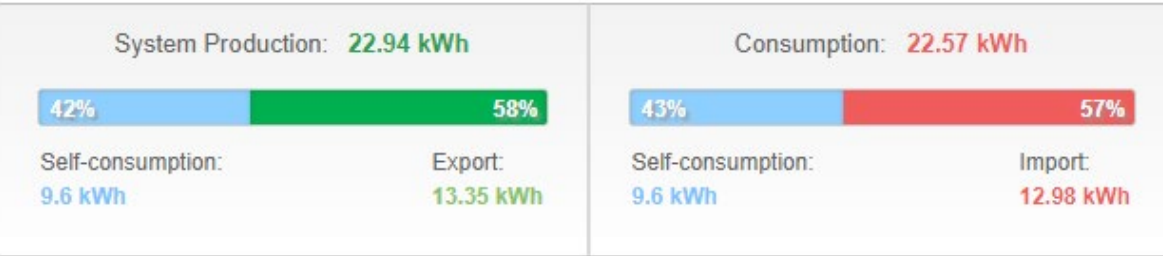 System Production: 22.94 kWh
42% 58%
Self-consumption: Export:
9.6 kWh 13.35 kWh
Consumption: 22.57 kWh
43% 57%
Self-consumption: Import:
9.6 kWh 12.98 kWh